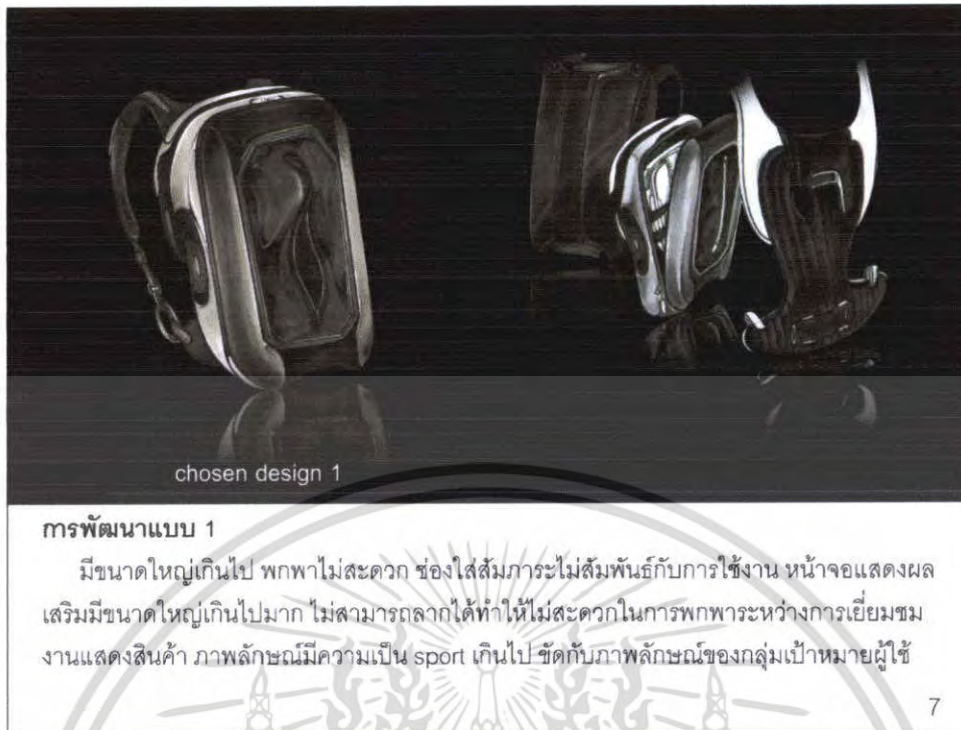 chosen design 1
การพัฒนาแบบ 1
มีขนาดใหญ่เกินไป พกพาไม่สะดวก ช่องใส่สัมภาระไม่สัมพันธ์กับการใช้งาน หน้าจอแสดงผล
เสริมมีขนาดใหญ่เกินไปมาก ไม่สามารถลากได้ทำให้ไม่สะดวกในการพกพาระหว่างการเยี่ยมชม
งานแสดงสินค้า ภาพลักษณ์มีความเป็น sport เกินไป ขัดกับภาพลักษณ์ของกลุ่มเป้าหมายผู้ใช้
7